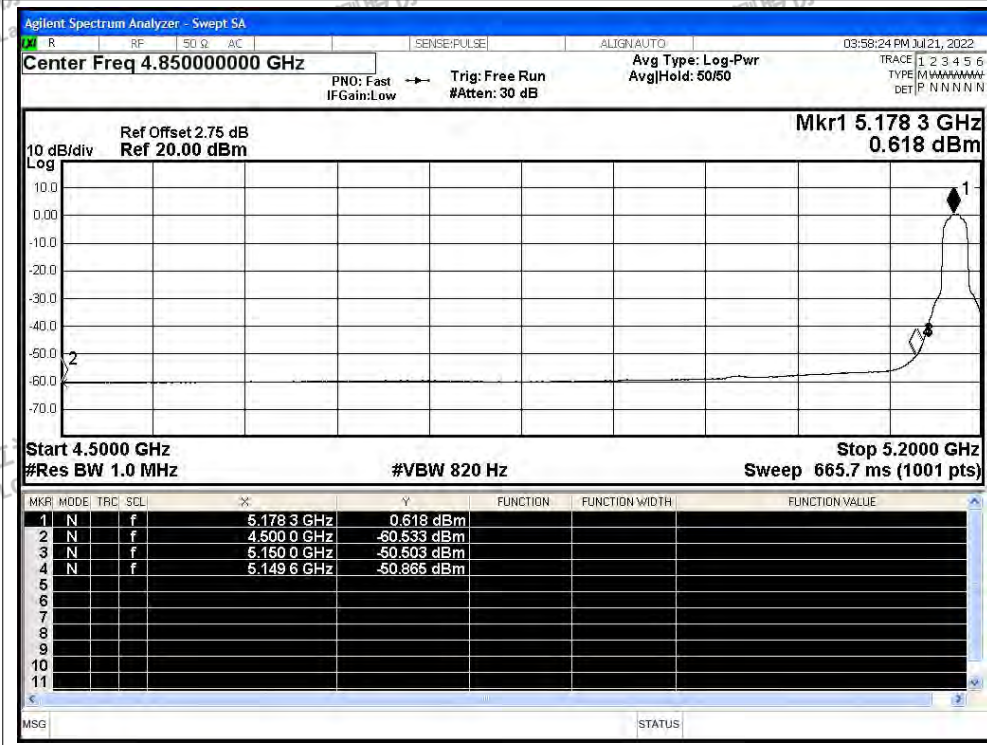 Agilent Spectrum Analyzer - Swept SA
R RF 50 Ω AC SENSE:PULSE ALIGN AUTO 03:58:24 PM Jul 21, 2022
Center Freq 4.850000000 GHz
PNO: Fast
IFGain:Low
Trig: Free Run
#Atten: 30 dB
Avg Type: Log-Pwr
Avg|Hold: 50/50
TRACE 1 2 3 4 5 6
TYPE M WWWWW
DET P N N N N N
Ref Offset 2.75 dB
10 dB/div Ref 20.00 dBm
Log
Mkr1 5.178 3 GHz
0.618 dBm
10.0
0.00
-10.0
-20.0
-30.0
-40.0
-50.0
-60.0
-70.0
1
2
Start 4.5000 GHz Stop 5.2000 GHz
#Res BW 1.0 MHz #VBW 820 Hz Sweep 665.7 ms (1001 pts)
MKR MODE TRC SCL X Y FUNCTION FUNCTION WIDTH FUNCTION VALUE
1 N f 5.178 3 GHz 0.618 dBm
2 N f 4.500 0 GHz -60.533 dBm
3 N f 5.150 0 GHz -50.503 dBm
4 N f 5.149 6 GHz -50.865 dBm
5
6
7
8
9
10
11
MSG STATUS